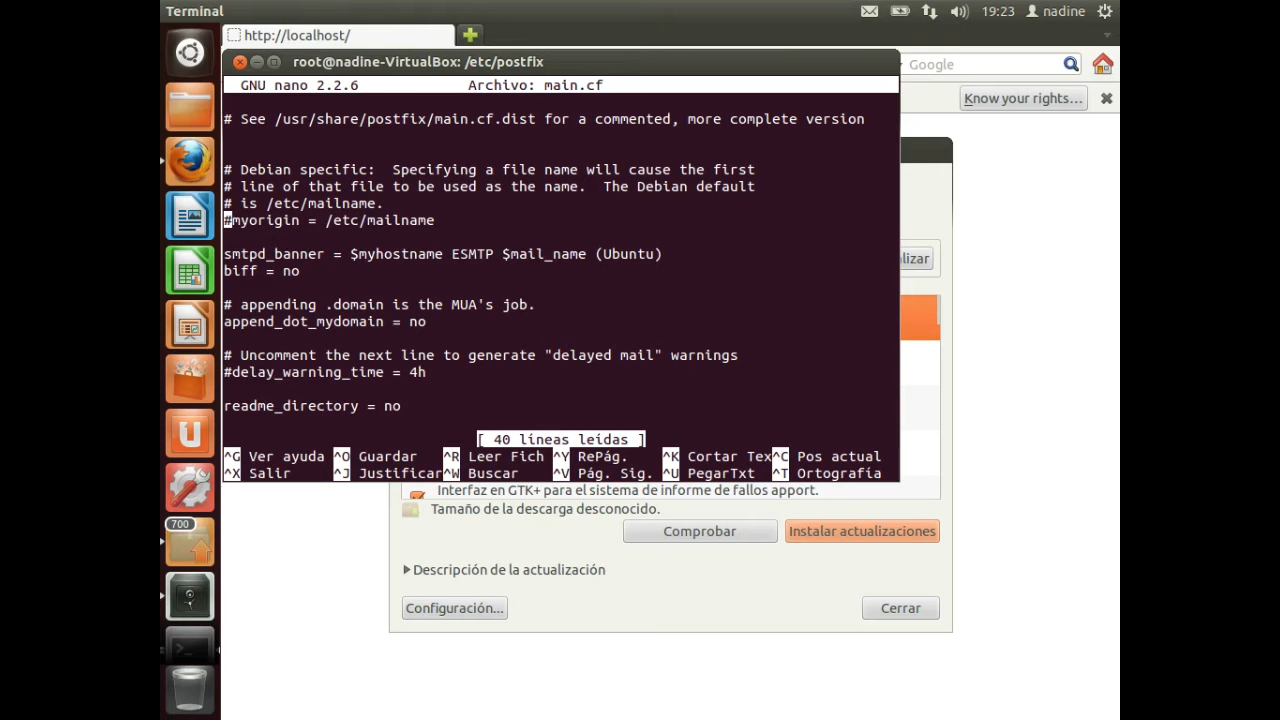 Terminal
19:23
nadine
http://localhost/
root@nadine-VirtualBox: /etc/postfix
Google
GNU nano 2.2.6 Archivo: main.cf
Know your rights...
# See /usr/share/postfix/main.cf.dist for a commented, more complete version
# Debian specific: Specifying a file name will cause the first
# line of that file to be used as the name. The Debian default
# is /etc/mailname.
#myorigin = /etc/mailname
smtpd_banner = $myhostname ESMTP $mail_name (Ubuntu)
alizar
biff = no
# appending .domain is the MUA's job.
append_dot_mydomain = no
# Uncomment the next line to generate "delayed mail" warnings
#delay_warning_time = 4h
readme_directory = no
[ 40 líneas leídas ]
^G Ver ayuda ^O Guardar ^R Leer Fich ^Y RePág. ^K Cortar Tex ^C Pos actual
^X Salir ^J Justificar ^W Buscar ^V Pág. Sig. ^U PegarTxt ^T Ortografía
Interfaz en GTK+ para el sistema de informe de fallos apport.
Tamaño de la descarga desconocido.
700
Comprobar
Instalar actualizaciones
Descripción de la actualización
Configuración...
Cerrar